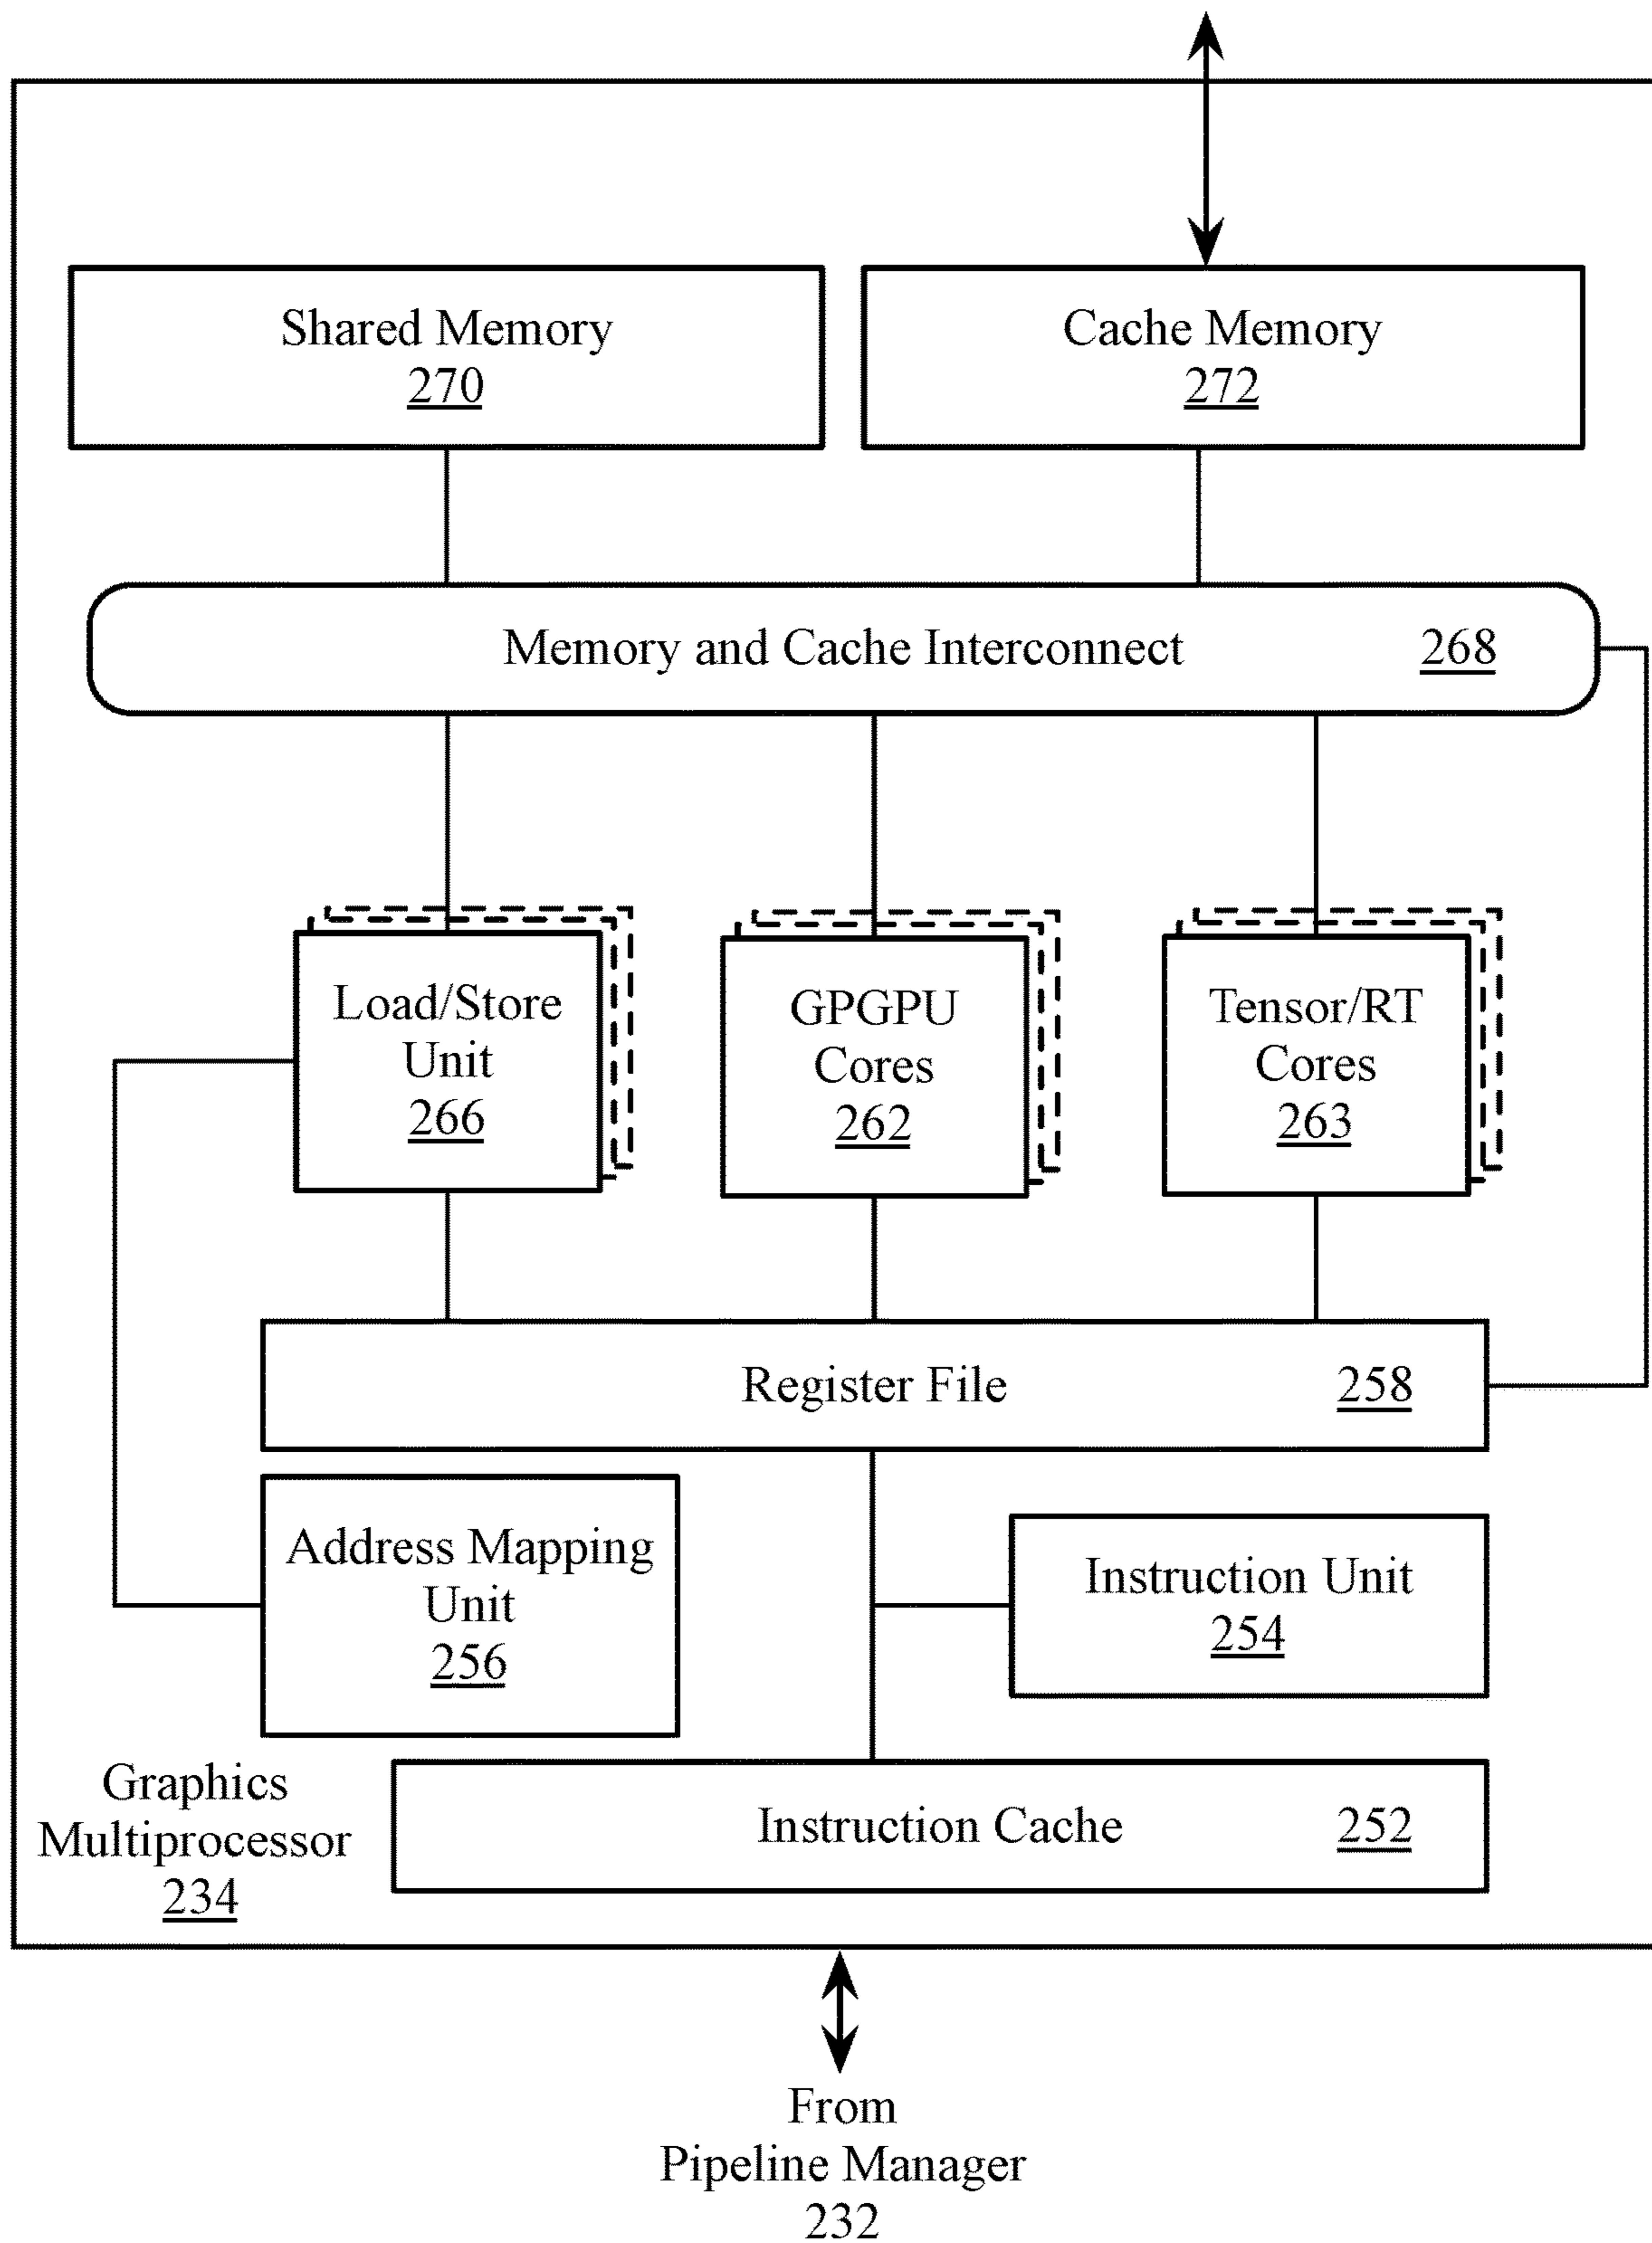 Shared Memory
270
Cache Memory
272
Memory and Cache Interconnect 268
Load/Store
Unit
266
GPGPU
Cores
262
Tensor/RT
Cores
263
Register File 258
Address Mapping
Unit
256
Instruction Unit
254
Graphics
Multiprocessor
234
Instruction Cache 252
From
Pipeline Manager
232